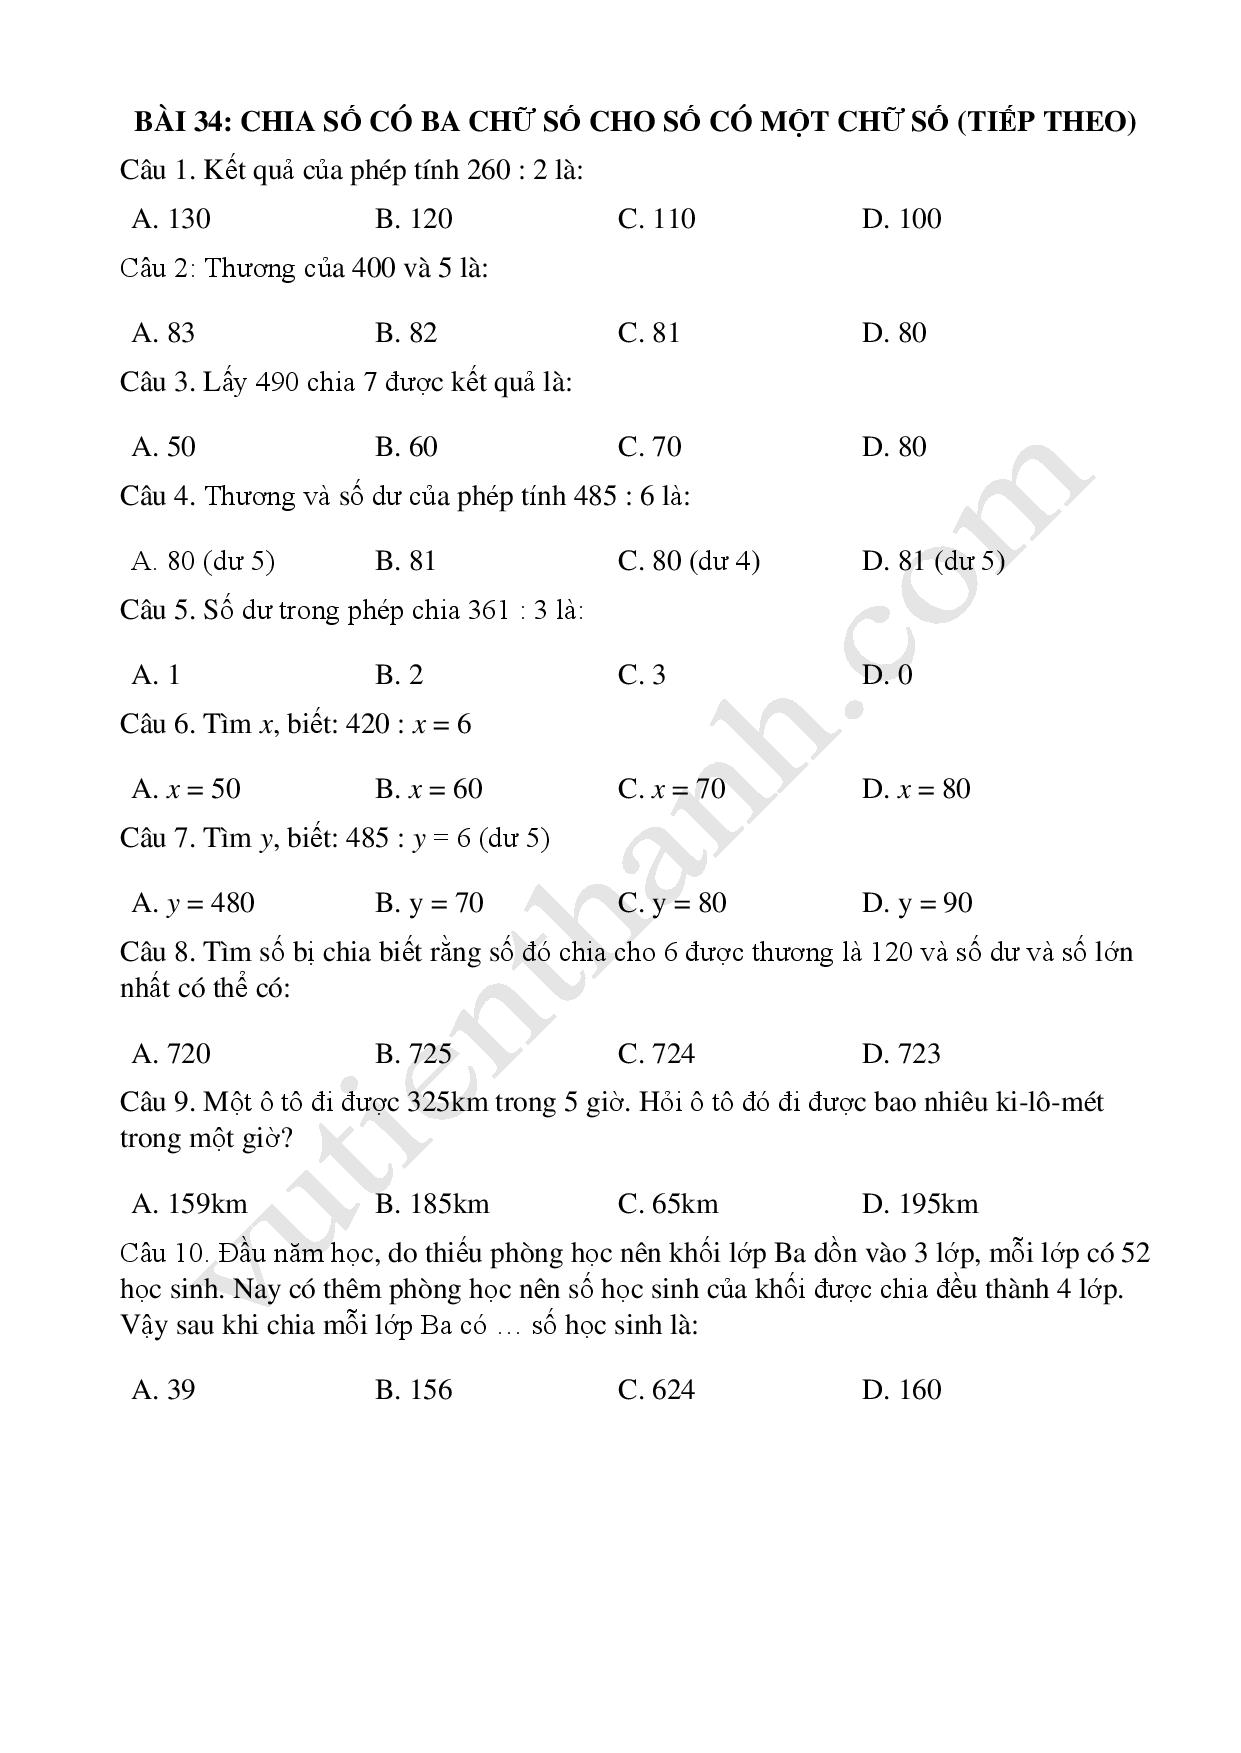 BÀI 34: CHIA SỐ CÓ BA CHỮ SỐ CHO SỐ CÓ MỘT CHỮ SỐ (TIẾP THEO)
Câu 1. Kết quả của phép tính 260 : 2 là:
A. 130 B. 120 C. 110 D. 100
Câu 2: Thương của 400 và 5 là:
A. 83 B. 82 C. 81 D. 80
Câu 3. Lấy 490 chia 7 được kết quả là:
A. 50 B. 60 C. 70 D. 80
Câu 4. Thương và số dư của phép tính 485 : 6 là:
A. 80 (dư 5) B. 81 C. 80 (dư 4) D. 81 (dư 5)
Câu 5. Số dư trong phép chia 361 : 3 là:
A. 1 B. 2 C. 3 D. 0
Câu 6. Tìm x, biết: 420 : x = 6
A. x = 50 B. x = 60 C. x = 70 D. x = 80
Câu 7. Tìm y, biết: 485 : y = 6 (dư 5)
A. y = 480 B. y = 70 C. y = 80 D. y = 90
Câu 8. Tìm số bị chia biết rằng số đó chia cho 6 được thương là 120 và số dư và số lớn
nhất có thể có:
A. 720 B. 725 C. 724 D. 723
Câu 9. Một ô tô đi được 325km trong 5 giờ. Hỏi ô tô đó đi được bao nhiêu ki-lô-mét
trong một giờ?
A. 159km B. 185km C. 65km D. 195km
Câu 10. Đầu năm học, do thiếu phòng học nên khối lớp Ba dồn vào 3 lớp, mỗi lớp có 52
học sinh. Nay có thêm phòng học nên số học sinh của khối được chia đều thành 4 lớp.
Vậy sau khi chia mỗi lớp Ba có … số học sinh là:
A. 39 B. 156 C. 624 D. 160
vutienthanh.com